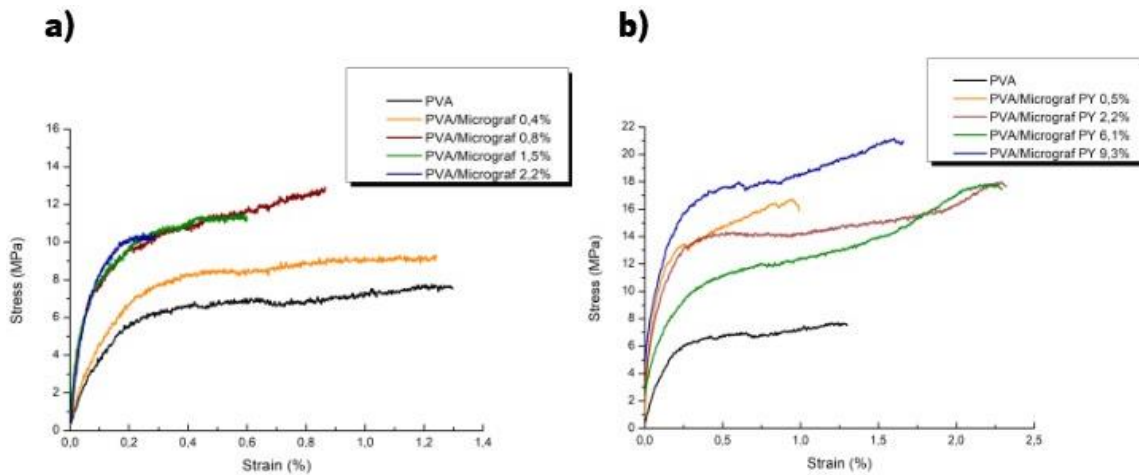 a)
PVA
PVA/Micrograf 0,4%
PVA/Micrograf 0,8%
PVA/Micrograf 1,5%
PVA/Micrograf 2,2%
16
14
12
10
8
6
4
2
0
Stress (MPa)
0,0 0,2 0,4 0,6 0,8 1,0 1,2 1,4
Strain (%)
b)
PVA
PVA/Micrograf PY 0,5%
PVA/Micrograf PY 2,2%
PVA/Micrograf PY 6,1%
PVA/Micrograf PY 9,3%
22
20
18
16
14
12
10
8
6
4
2
0
Stress (MPa)
0,0 0,5 1,0 1,5 2,0 2,5
Strain (%)